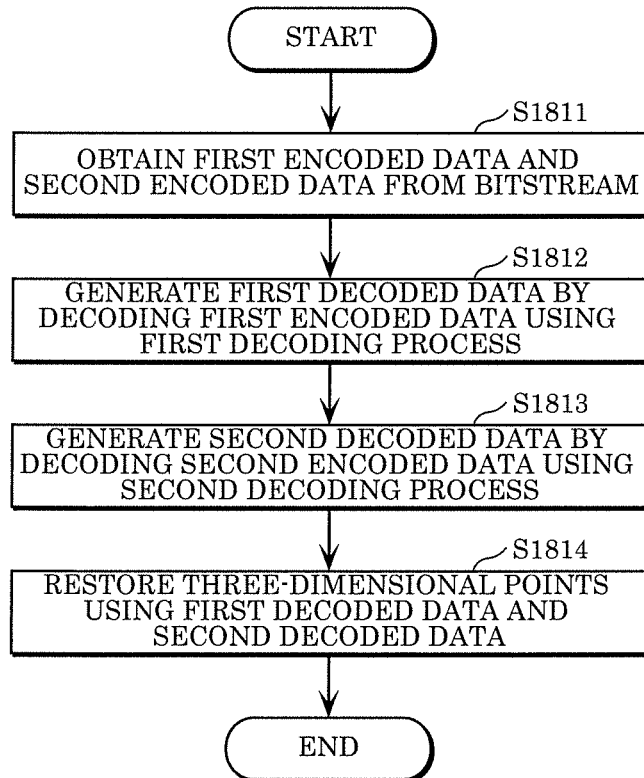 START
S1811
OBTAIN FIRST ENCODED DATA AND
SECOND ENCODED DATA FROM BITSTREAM
S1812
GENERATE FIRST DECODED DATA BY
DECODING FIRST ENCODED DATA USING
FIRST DECODING PROCESS
S1813
GENERATE SECOND DECODED DATA BY
DECODING SECOND ENCODED DATA USING
SECOND DECODING PROCESS
S1814
RESTORE THREE-DIMENSIONAL POINTS
USING FIRST DECODED DATA AND
SECOND DECODED DATA
END